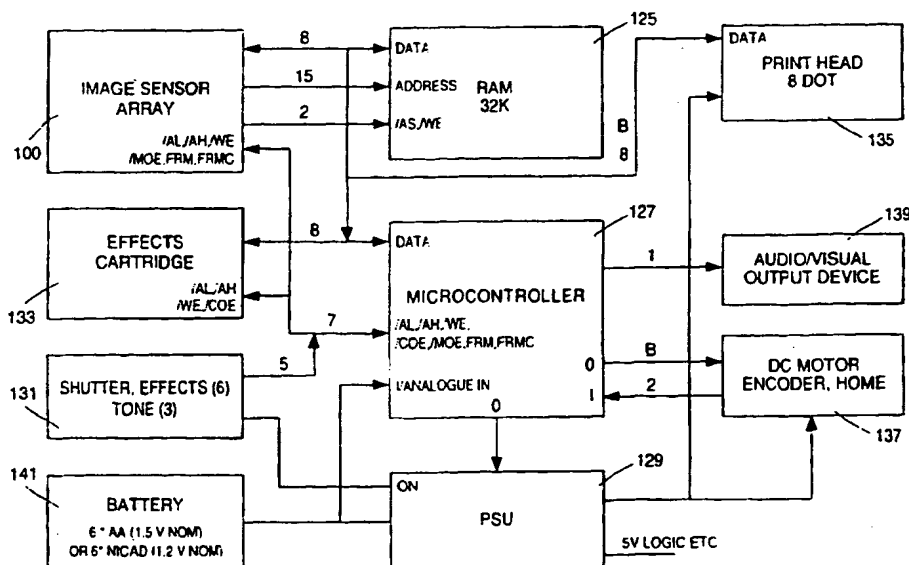 8
DATA
125
DATA
IMAGE SENSOR
ARRAY
15
ADDRESS
RAM
32K
PRINT HEAD
8 DOT
2
/AS,/WE
/AL,/AH,/WE
/MOE,FRM,FRMC
100
B
8
135
127
139
EFFECTS
CARTRIDGE
8
DATA
1
AUDIO/VISUAL
OUTPUT DEVICE
/AL/AH
/WE,/COE
133
MICROCONTROLLER
7
/AL,/AH,/WE,
/COE,/MOE,FRM,FRMC
5
0
B
DC MOTOR
ENCODER, HOME
131
SHUTTER, EFFECTS (6)
TONE (3)
I/ANALOGUE IN
1
2
0
137
141
129
BATTERY
ON
PSU
6 * AA (1.5 V NOM)
OR 6* NICAD (1.2 V NOM)
5V LOGIC ETC